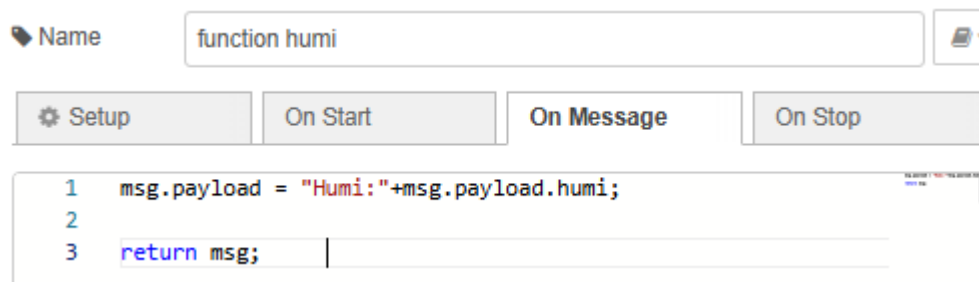 Name
function humi
Setup
On Start
On Message
On Stop
1 msg.payload = "Humi:"+msg.payload.humi;
2
3 return msg;